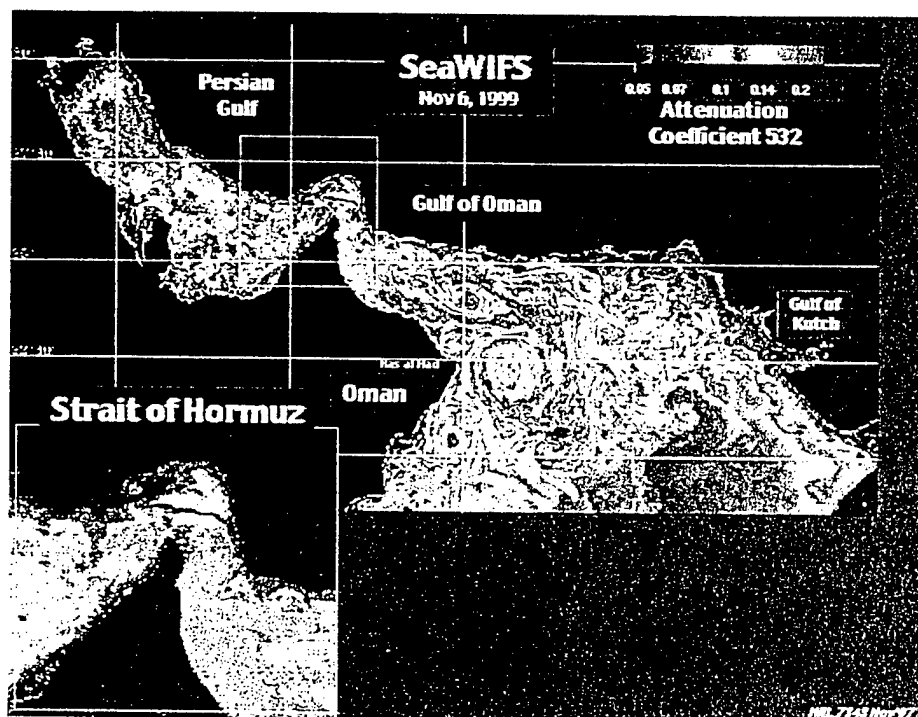 SeaWIFS
Nov 6, 1999
Persian
Gulf
0.05 0.07 0.1 0.14 0.2
Attenuation
Coefficient 532
Gulf of Oman
Gulf of
Kutch
Ras al Had
Oman
Strait of Hormuz